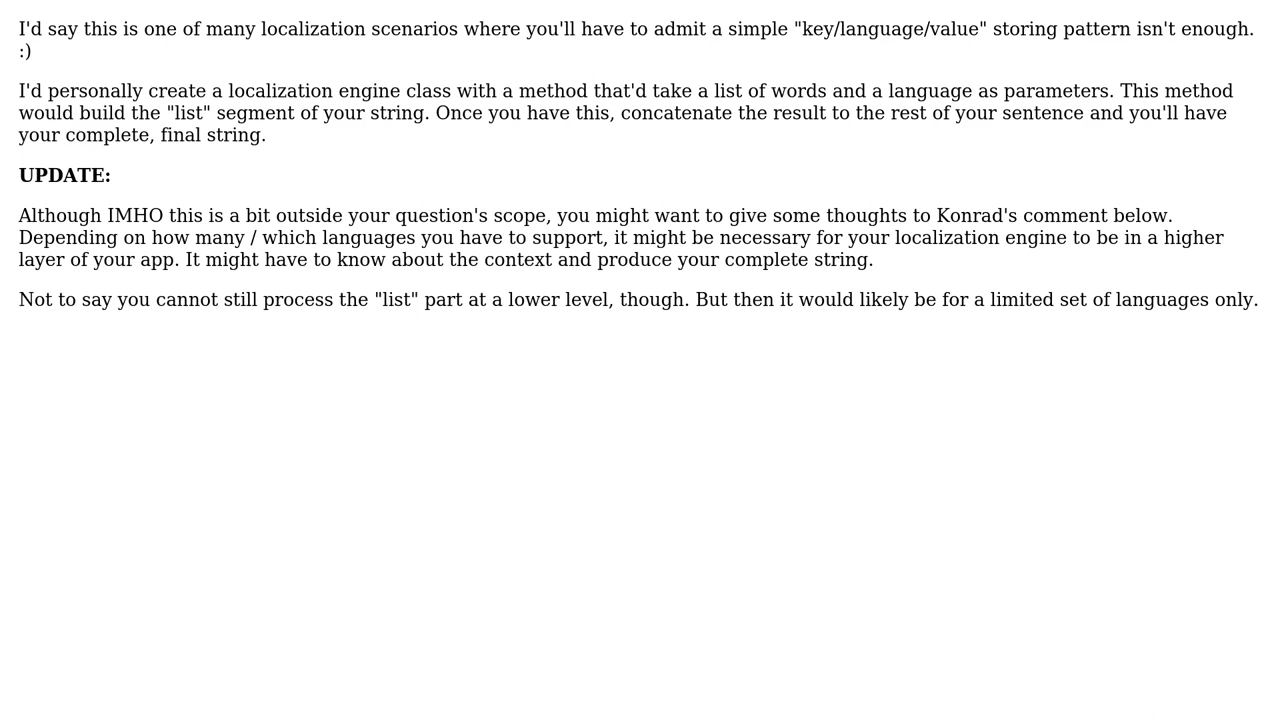 I'd say this is one of many localization scenarios where you'll have to admit a simple "key/language/value" storing pattern isn't enough.
:)
I'd personally create a localization engine class with a method that'd take a list of words and a language as parameters. This method
would build the "list" segment of your string. Once you have this, concatenate the result to the rest of your sentence and you'll have
your complete, final string.
UPDATE:
Although IMHO this is a bit outside your question's scope, you might want to give some thoughts to Konrad's comment below.
Depending on how many / which languages you have to support, it might be necessary for your localization engine to be in a higher
layer of your app. It might have to know about the context and produce your complete string.
Not to say you cannot still process the "list" part at a lower level, though. But then it would likely be for a limited set of languages only.